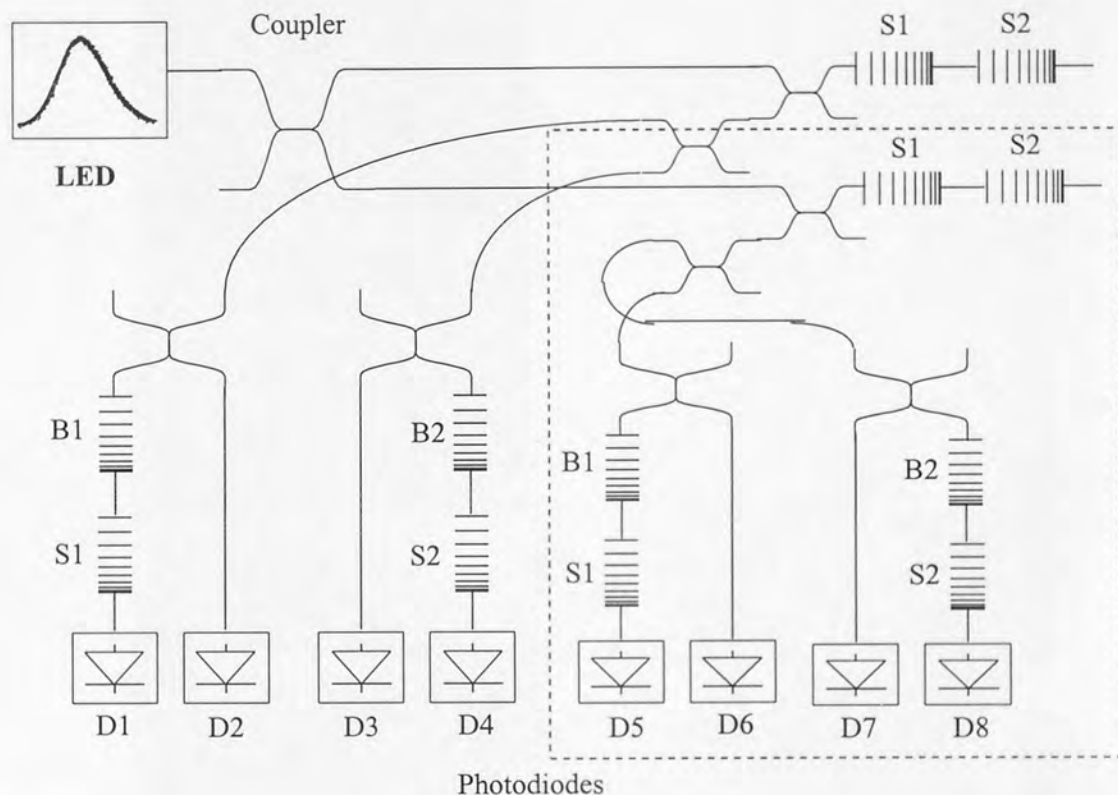 Coupler
S1 S2
LED
S1 S2
B1
B2
B1
B2
S1
S2
S1
S2
D1 D2 D3 D4 D5 D6 D7 D8
Photodiodes